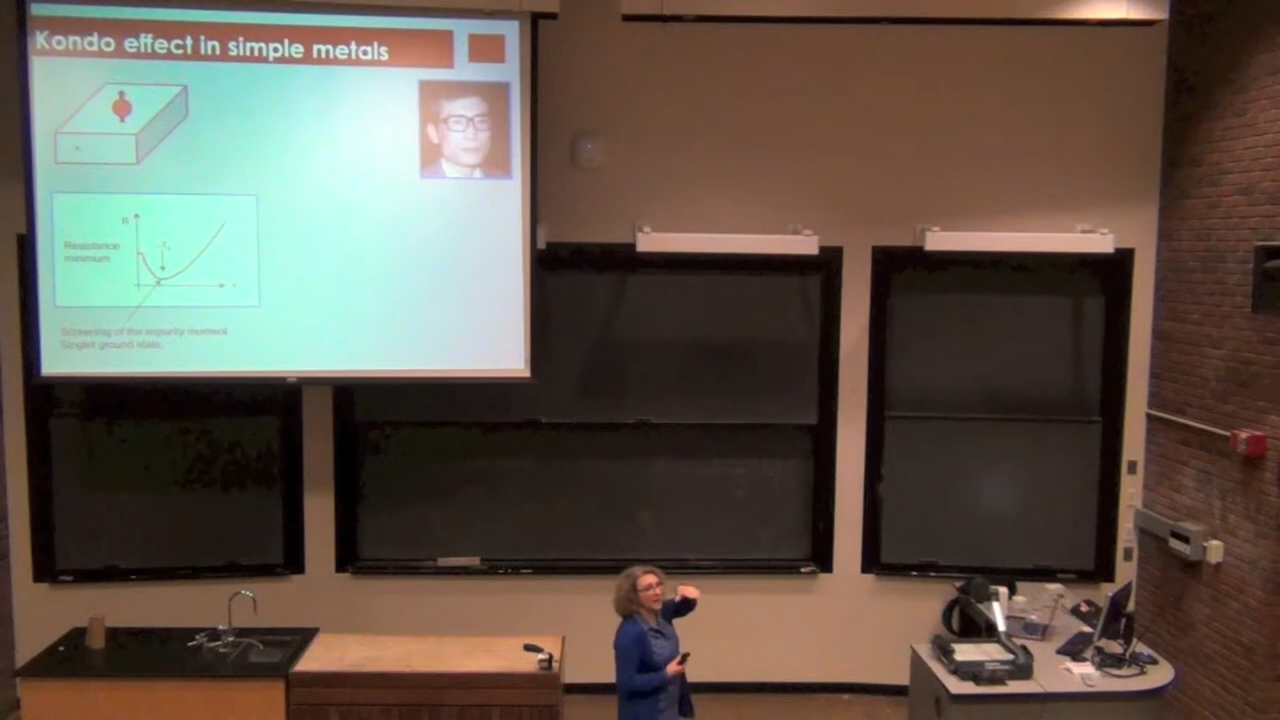 Kondo effect in simple metals
R
Resistance
minimum
Screening of the impurity moment
Singlet ground state